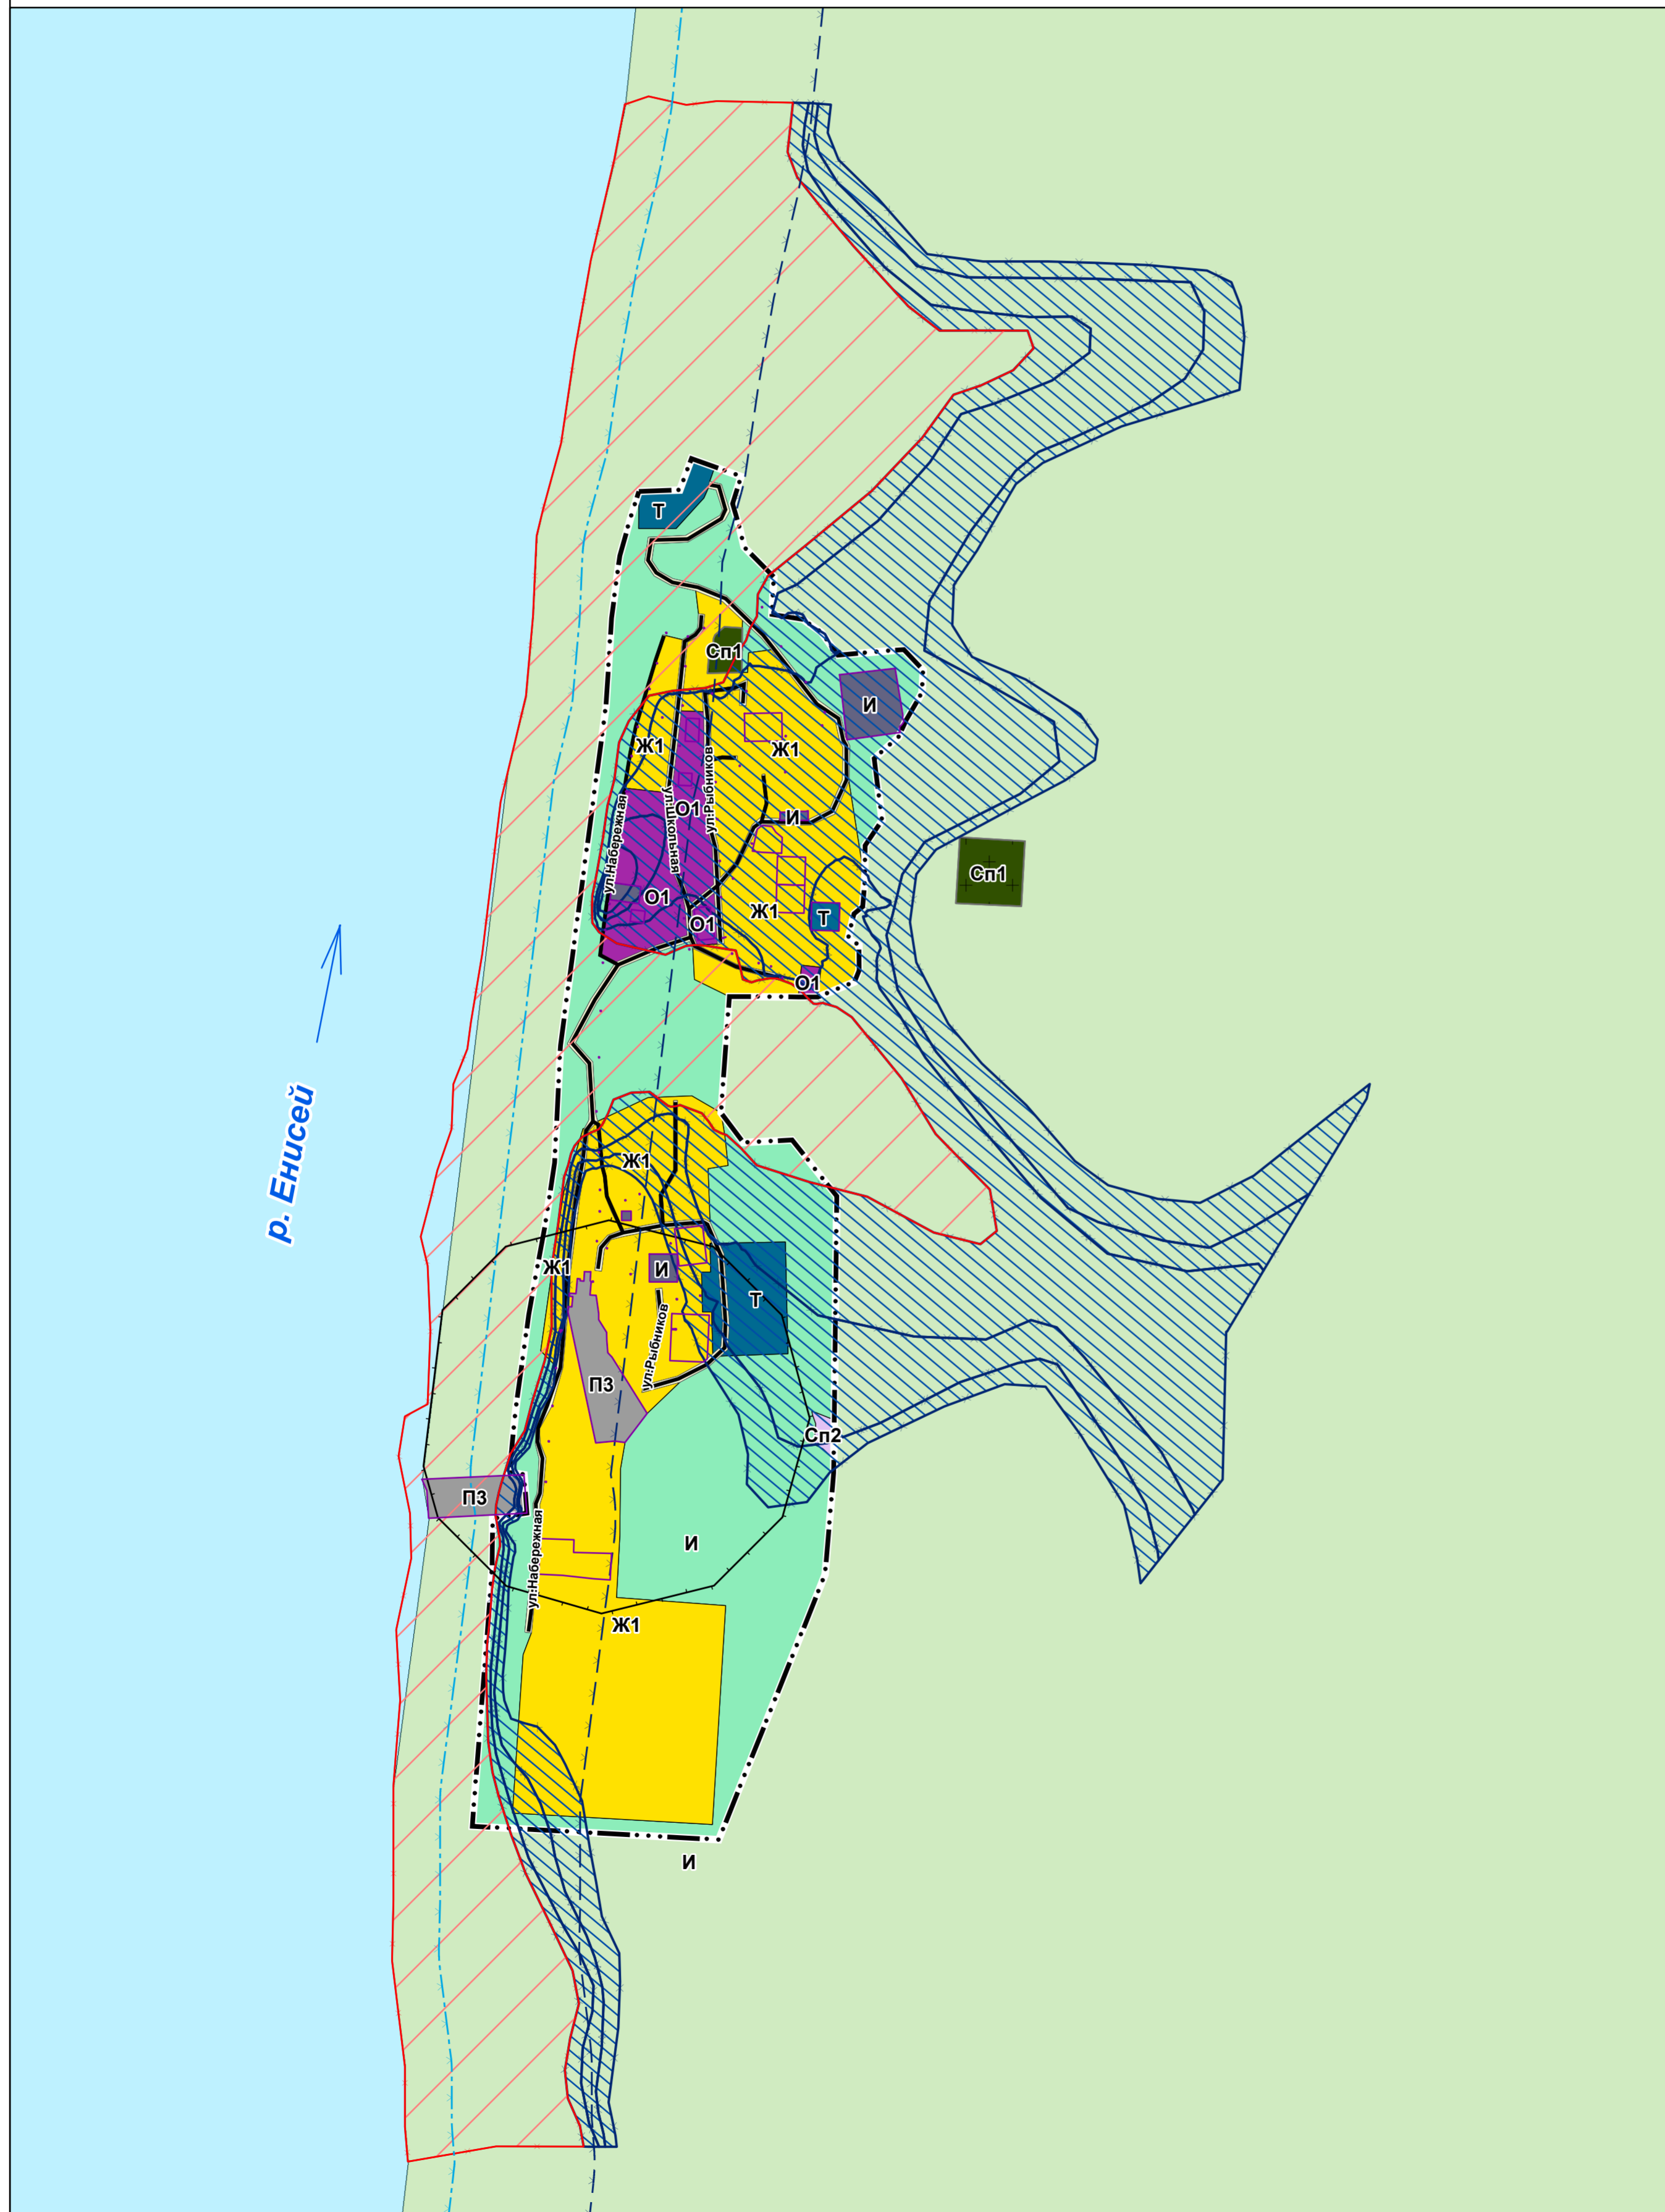 Т
Сп1
И
Ж1
Ж1
ул.Рыбников
О1
ул.Школьная
И
ул.Набережная
Сп1
О1
Ж1
Т
О1
О1
р. Енисей
Ж1
Ж1
И
Т
ул.Рыбников
П3
Сп2
П3
И
ул.Набережная
Ж1
И